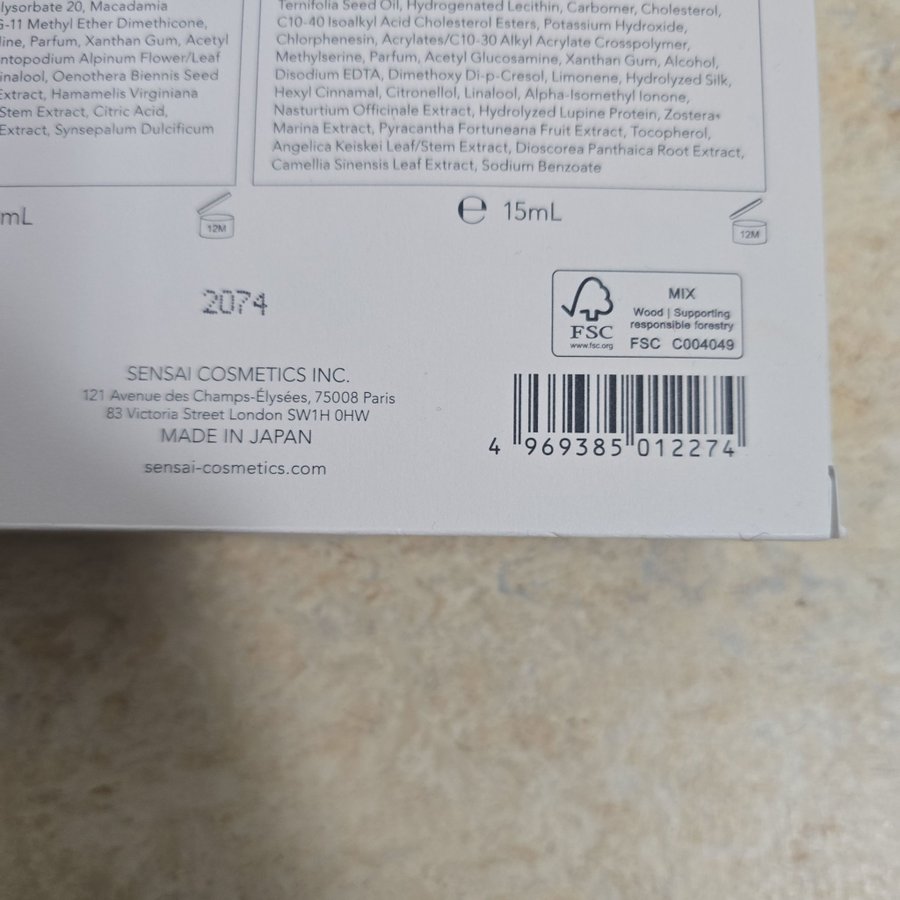 lysorbate 20, Macadamia
G-11 Methyl Ether Dimethicone,
line, Parfum, Xanthan Gum, Acetyl
ntopodium Alpinum Flower/Leaf
inalool, Oenothera Biennis Seed
Extract, Hamamelis Virginiana
Stem Extract, Citric Acid,
Extract, Synsepalum Dulcificum
Ternifolia Seed Oil, Hydrogenated Lecithin, Carbomer, Cholesterol,
C10-40 Isoalkyl Acid Cholesterol Esters, Potassium Hydroxide,
Chlorphenesin, Acrylates/C10-30 Alkyl Acrylate Crosspolymer,
Methylserine, Parfum, Acetyl Glucosamine, Xanthan Gum, Alcohol,
Disodium EDTA, Dimethoxy Di-p-Cresol, Limonene, Hydrolyzed Silk,
Hexyl Cinnamal, Citronellol, Linalool, Alpha-Isomethyl Ionone,
Nasturtium Officinale Extract, Hydrolyzed Lupine Protein, Zostera
Marina Extract, Pyracantha Fortuneana Fruit Extract, Tocopherol,
Angelica Keiskei Leaf/Stem Extract, Dioscorea Panthaica Root Extract,
Camellia Sinensis Leaf Extract, Sodium Benzoate
mL
12M
℮ 15mL
12M
2074
MIX
Wood | Supporting
responsible forestry
FSC C004049
FSC
www.fsc.org
SENSAI COSMETICS INC.
121 Avenue des Champs-Élysées, 75008 Paris
83 Victoria Street London SW1H 0HW
MADE IN JAPAN
sensai-cosmetics.com
4 969385 012274